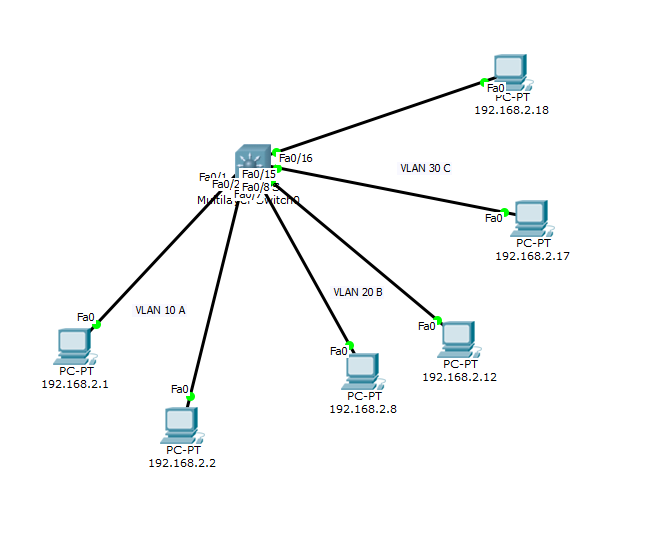 Fa0
PC-PT
192.168.2.18
Fa0/16
VLAN 30 C
Fa0/1
Fa0/15
Fa0/2
Fa0/8
Fa0/7
Multilayer Switch0
Fa0
PC-PT
192.168.2.17
VLAN 20 B
VLAN 10 A
Fa0
PC-PT
192.168.2.1
Fa0
PC-PT
192.168.2.12
Fa0
PC-PT
192.168.2.8
Fa0
PC-PT
192.168.2.2